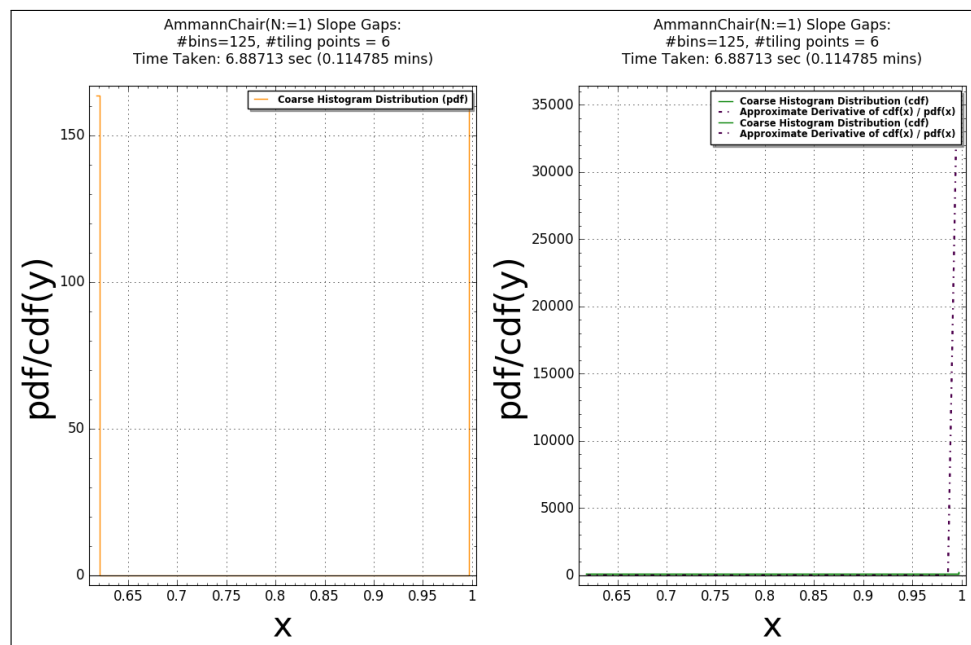 AmmannChair(N:=1) Slope Gaps:
#bins=125, #tiling points = 6
Time Taken: 6.88713 sec (0.114785 mins)
Coarse Histogram Distribution (pdf)
150
100
50
0
pdf/cdf(y)
0.65 0.7 0.75 0.8 0.85 0.9 0.95 1
x
AmmannChair(N:=1) Slope Gaps:
#bins=125, #tiling points = 6
Time Taken: 6.88713 sec (0.114785 mins)
Coarse Histogram Distribution (cdf)
Approximate Derivative of cdf(x) / pdf(x)
Coarse Histogram Distribution (cdf)
Approximate Derivative of cdf(x) / pdf(x)
35000
30000
25000
20000
15000
10000
5000
0
pdf/cdf(y)
0.65 0.7 0.75 0.8 0.85 0.9 0.95 1
x